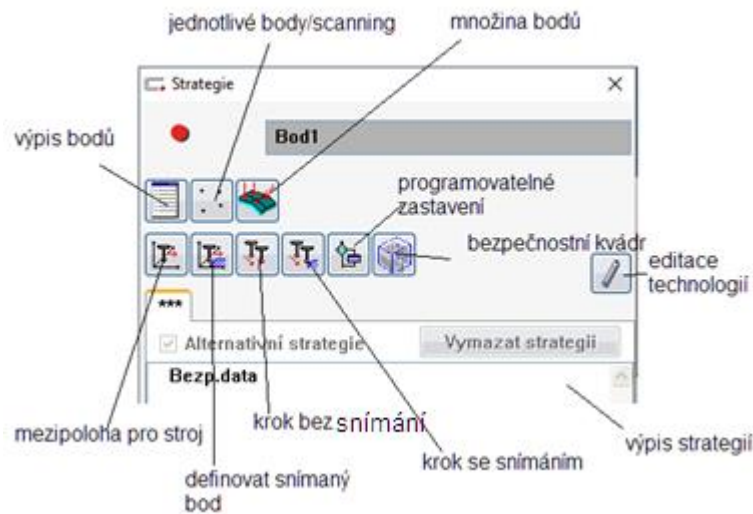 jednotlivé body/scanning
množina bodů
Strategie
výpis bodů
Bod1
programovatelné
zastavení
bezpečnostní kvádr
editace
technologií
***
Alternativní strategie
Vymazat strategii
Bezp.data
mezipoloha pro stroj
krok bez snímání
výpis strategií
krok se snímáním
definovat snímaný
bod